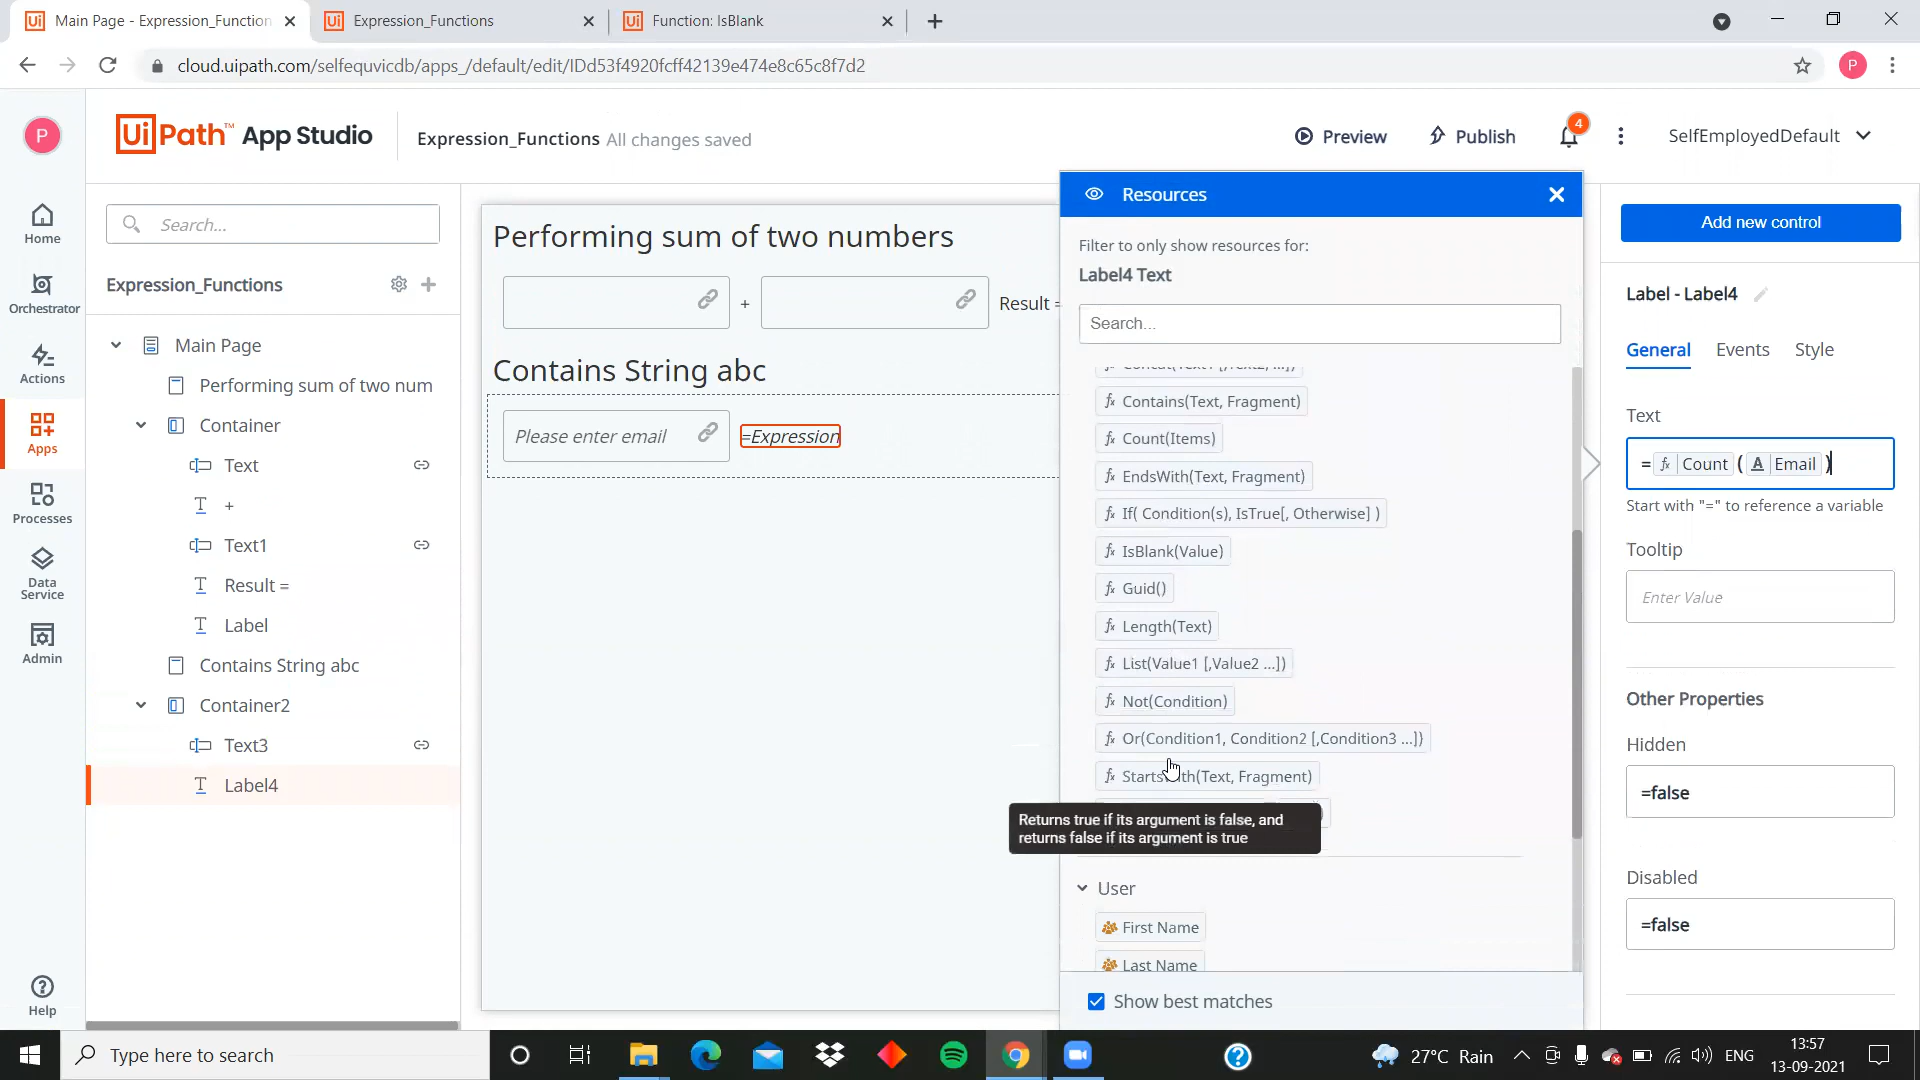 Main Page - Expression_Function
Expression_Functions
Function: IsBlank
cloud.uipath.com/selfequvicdb/apps_/default/edit/IDd53f4920fcff42139e474e8c65c8f7d2
P
P
UiPath™ App Studio
Expression_Functions All changes saved
Preview
Publish
4
SelfEmployedDefault
Home
Orchestrator
Actions
Apps
Processes
Data Service
Admin
Help
Search...
Expression_Functions
Main Page
Performing sum of two num
Container
Text
+
Text1
Result =
Label
Contains String abc
Container2
Text3
Label4
Performing sum of two numbers
+
Result =
Contains String abc
Please enter email
=Expression
Resources
Filter to only show resources for:
Label4 Text
Search...
Concat(Text1 [,Text2, ...])
Contains(Text, Fragment)
Count(Items)
EndsWith(Text, Fragment)
If( Condition(s), IsTrue[, Otherwise] )
IsBlank(Value)
Guid()
Length(Text)
List(Value1 [,Value2 ...])
Not(Condition)
Or(Condition1, Condition2 [,Condition3 ...])
StartsWith(Text, Fragment)
Returns true if its argument is false, and
returns false if its argument is true
User
First Name
Last Name
Show best matches
Add new control
Label - Label4
General Events Style
Text
= fx Count ( A Email )
Start with "=" to reference a variable
Tooltip
Enter Value
Other Properties
Hidden
=false
Disabled
=false
Type here to search
27°C Rain
ENG
13:57
13-09-2021